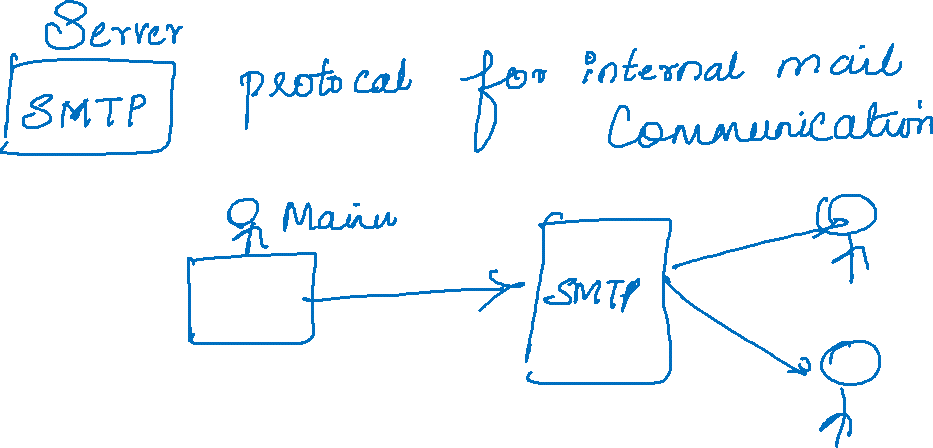 Server
SMTP protocal for internal mail
Communication
Mainu
SMTP